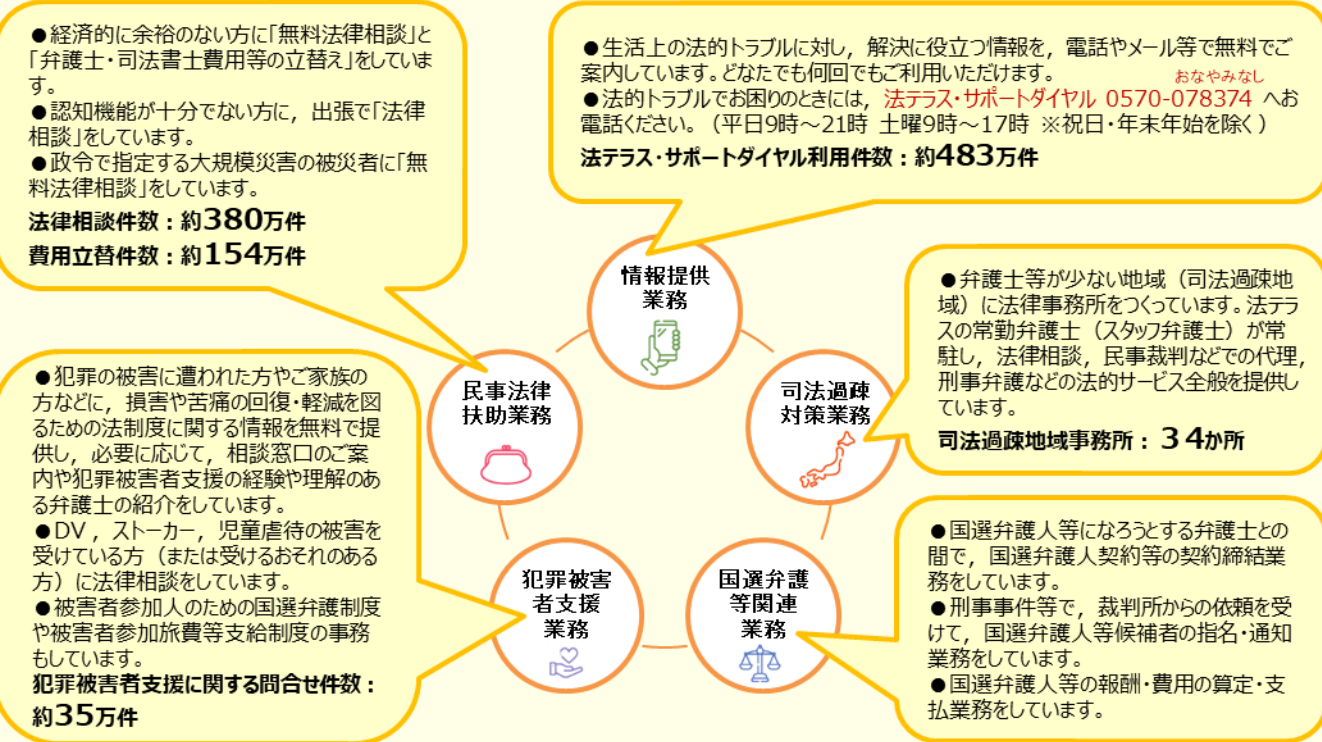 ●経済的に余裕のない方に「無料法律相談」と
「弁護士・司法書士費用等の立替え」をしていま
す。
●認知機能が十分でない方に，出張で「法律
相談」をしています。
●政令で指定する大規模災害の被災者に「無
料法律相談」をしています。
法律相談件数：約380万件
費用立替件数：約154万件
●生活上の法的トラブルに対し，解決に役立つ情報を，電話やメール等で無料でご
案内しています。どなたでも何回でもご利用いただけます。
おなやみなし
●法的トラブルでお困りのときには，法テラス・サポートダイヤル 0570-078374 へお
電話ください。（平日9時～21時 土曜9時～17時 ※祝日・年末年始を除く）
法テラス・サポートダイヤル利用件数：約483万件
情報提供
業務
民事法律
扶助業務
司法過疎
対策業務
犯罪被害
者支援
業務
国選弁護
等関連
業務
●弁護士等が少ない地域（司法過疎地
域）に法律事務所をつくっています。法テラ
スの常勤弁護士（スタッフ弁護士）が常
駐し，法律相談，民事裁判などでの代理，
刑事弁護などの法的サービス全般を提供し
ています。
司法過疎地域事務所：３４か所
●犯罪の被害に遭われた方やご家族の
方などに，損害や苦痛の回復・軽減を図
るための法制度に関する情報を無料で提
供し，必要に応じて，相談窓口のご案
内や犯罪被害者支援の経験や理解のあ
る弁護士の紹介をしています。
●DV，ストーカー，児童虐待の被害を
受けている方（または受けるおそれのある
方）に法律相談をしています。
●被害者参加人のための国選弁護制度
や被害者参加旅費等支給制度の事務
もしています。
犯罪被害者支援に関する問合せ件数：
約35万件
●国選弁護人等になろうとする弁護士との
間で，国選弁護人契約等の契約締結業
務をしています。
●刑事事件等で，裁判所からの依頼を受
けて，国選弁護人等候補者の指名・通知
業務をしています。
●国選弁護人等の報酬・費用の算定・支
払業務をしています。